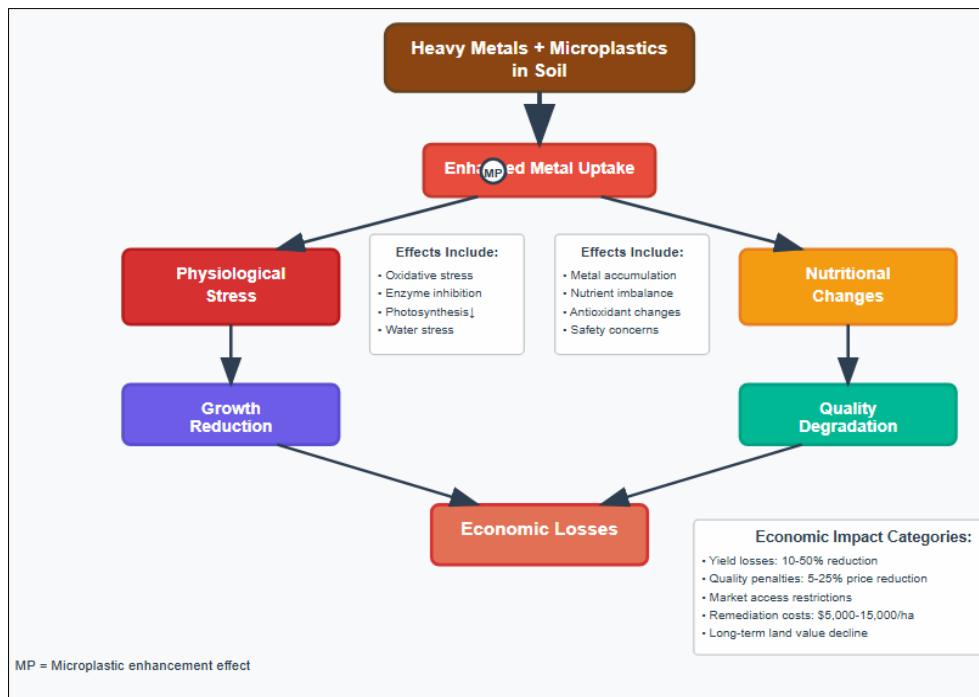 Heavy Metals + Microplastics
in Soil
Enhanced Metal Uptake
MP
Physiological
Stress
Effects Include:
• Oxidative stress
• Enzyme inhibition
• Photosynthesis↓
• Water stress
Effects Include:
• Metal accumulation
• Nutrient imbalance
• Antioxidant changes
• Safety concerns
Nutritional
Changes
Growth
Reduction
Quality
Degradation
Economic Losses
Economic Impact Categories:
• Yield losses: 10-50% reduction
• Quality penalties: 5-25% price reduction
• Market access restrictions
• Remediation costs: $5,000-15,000/ha
• Long-term land value decline
MP = Microplastic enhancement effect